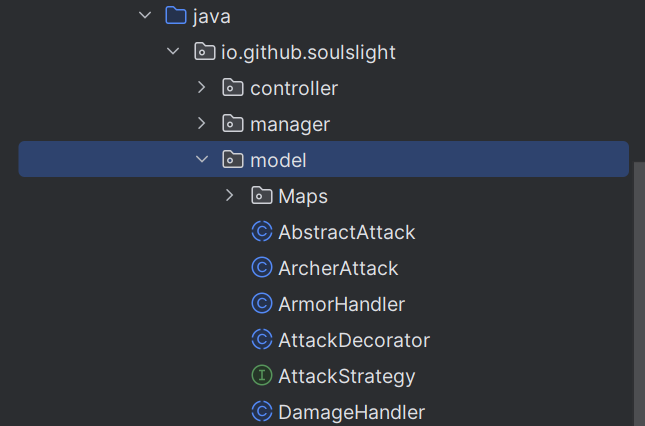 java
io.github.soulslight
controller
manager
model
Maps
AbstractAttack
ArcherAttack
ArmorHandler
AttackDecorator
AttackStrategy
DamageHandler